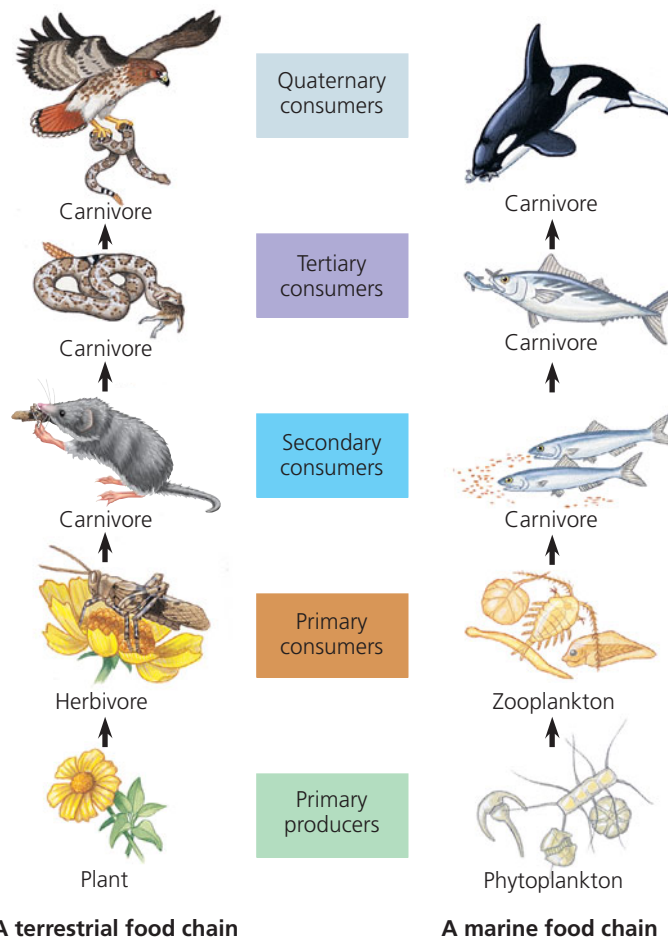 Quaternary
consumers
Carnivore
Carnivore
Tertiary
consumers
Carnivore
Carnivore
Secondary
consumers
Carnivore
Carnivore
Primary
consumers
Herbivore
Zooplankton
Primary
producers
Plant
Phytoplankton
A terrestrial food chain
A marine food chain